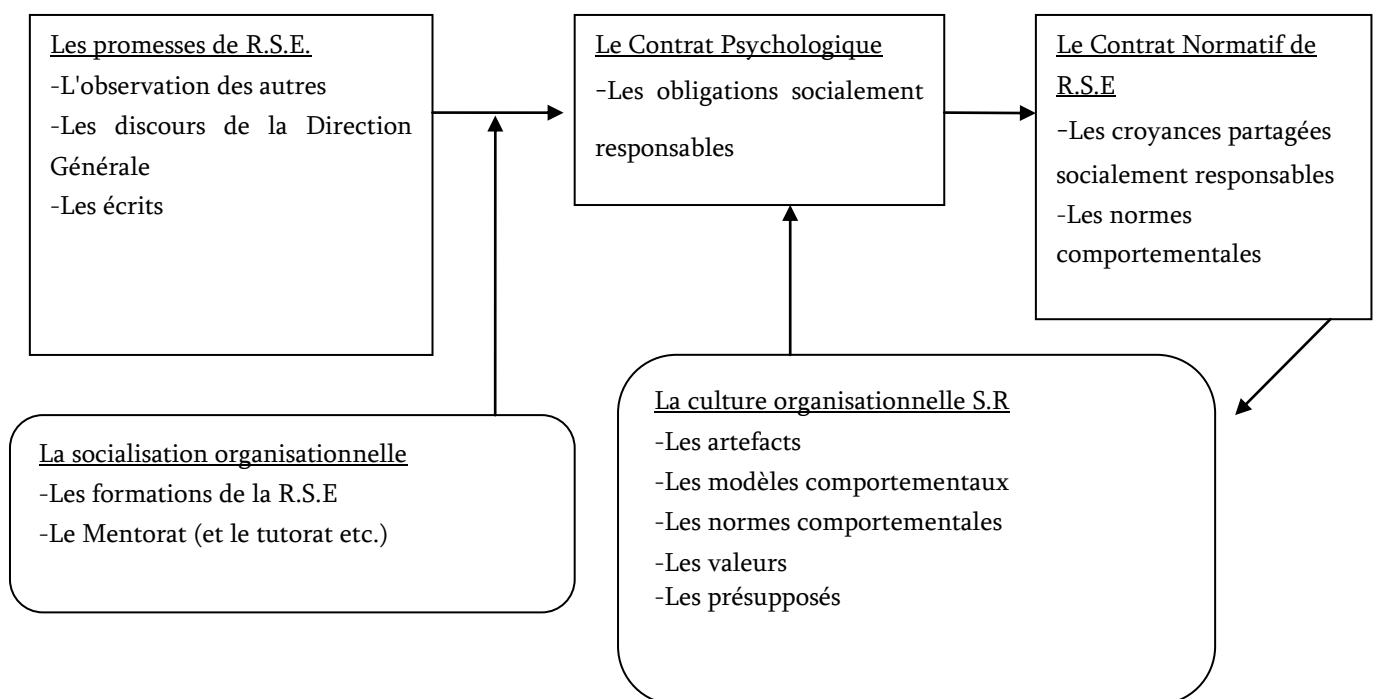 Les promesses de R.S.E.
-L'observation des autres
-Les discours de la Direction
Générale
-Les écrits
Le Contrat Psychologique
-Les obligations socialement
responsables
Le Contrat Normatif de
R.S.E
-Les croyances partagées
socialement responsables
-Les normes
comportementales
La socialisation organisationnelle
-Les formations de la R.S.E
-Le Mentorat (et le tutorat etc.)
La culture organisationnelle S.R
-Les artefacts
-Les modèles comportementaux
-Les normes comportementales
-Les valeurs
-Les présupposés